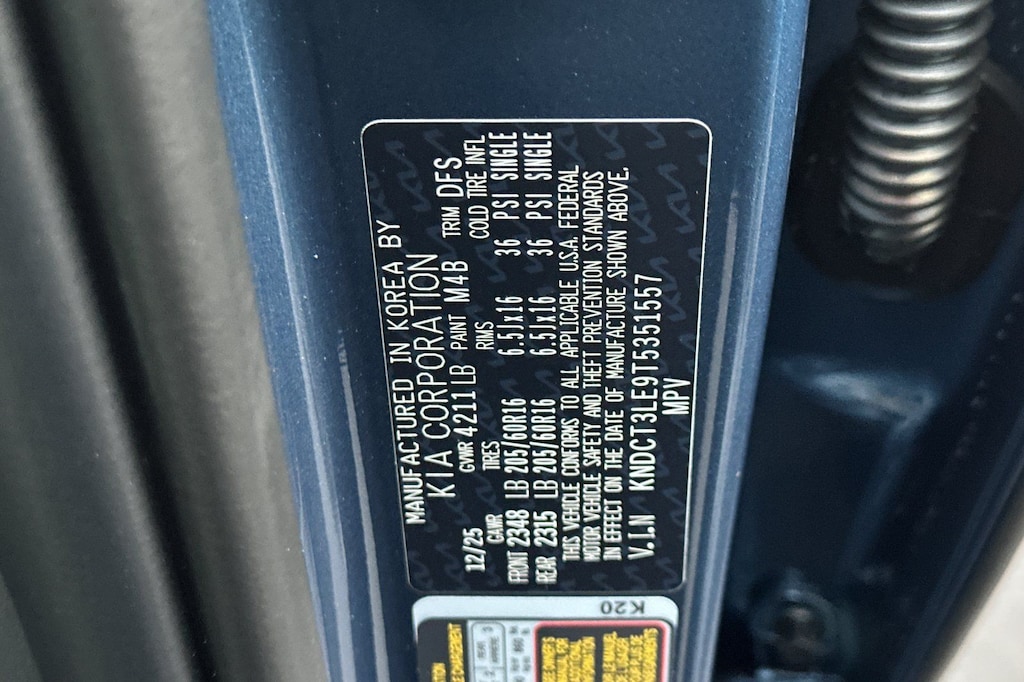 MANUFACTURED IN KOREA BY
KIA CORPORATION
12/25 GVWR 4211 LB PAINT M4B TRIM DFS
GAWR TIRES RIMS COLD TIRE INFL
FRONT 2348 LB 205/60R16 6.5Jx16 36 PSI SINGLE
REAR 2315 LB 205/60R16 6.5Jx16 36 PSI SINGLE
THIS VEHICLE CONFORMS TO ALL APPLICABLE U.S.A. FEDERAL
MOTOR VEHICLE SAFETY AND THEFT PREVENTION STANDARDS
IN EFFECT ON THE DATE OF MANUFACTURE SHOWN ABOVE.
V.I.N KNDCT3LE9T5351557
MPV
K20